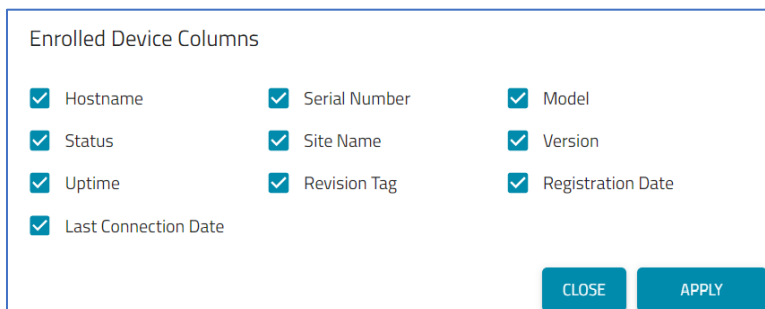 Enrolled Device Columns
Hostname Serial Number Model
Status Site Name Version
Uptime Revision Tag Registration Date
Last Connection Date
CLOSE APPLY